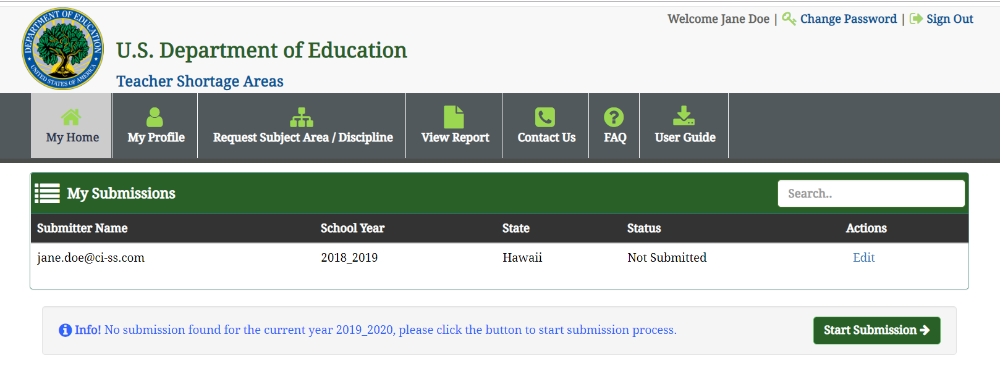 Welcome Jane Doe | Change Password | Sign Out
DEPARTMENT OF EDUCATION
UNITED STATES OF AMERICA
U.S. Department of Education
Teacher Shortage Areas
My Home My Profile Request Subject Area / Discipline View Report Contact Us FAQ User Guide
My Submissions Search..
Submitter Name School Year State Status Actions
jane.doe@ci-ss.com 2018_2019 Hawaii Not Submitted Edit
Info! No submission found for the current year 2019_2020, please click the button to start submission process. Start Submission